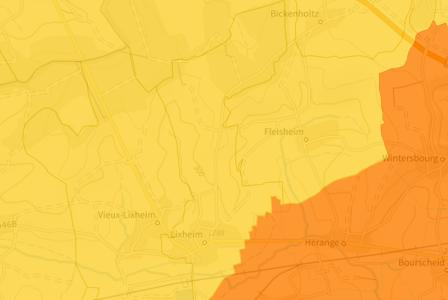 Bickenholtz
Fleisheim
Wintersbourg
Vieux-Lixheim
Lixheim
Hérange
Bourscheid